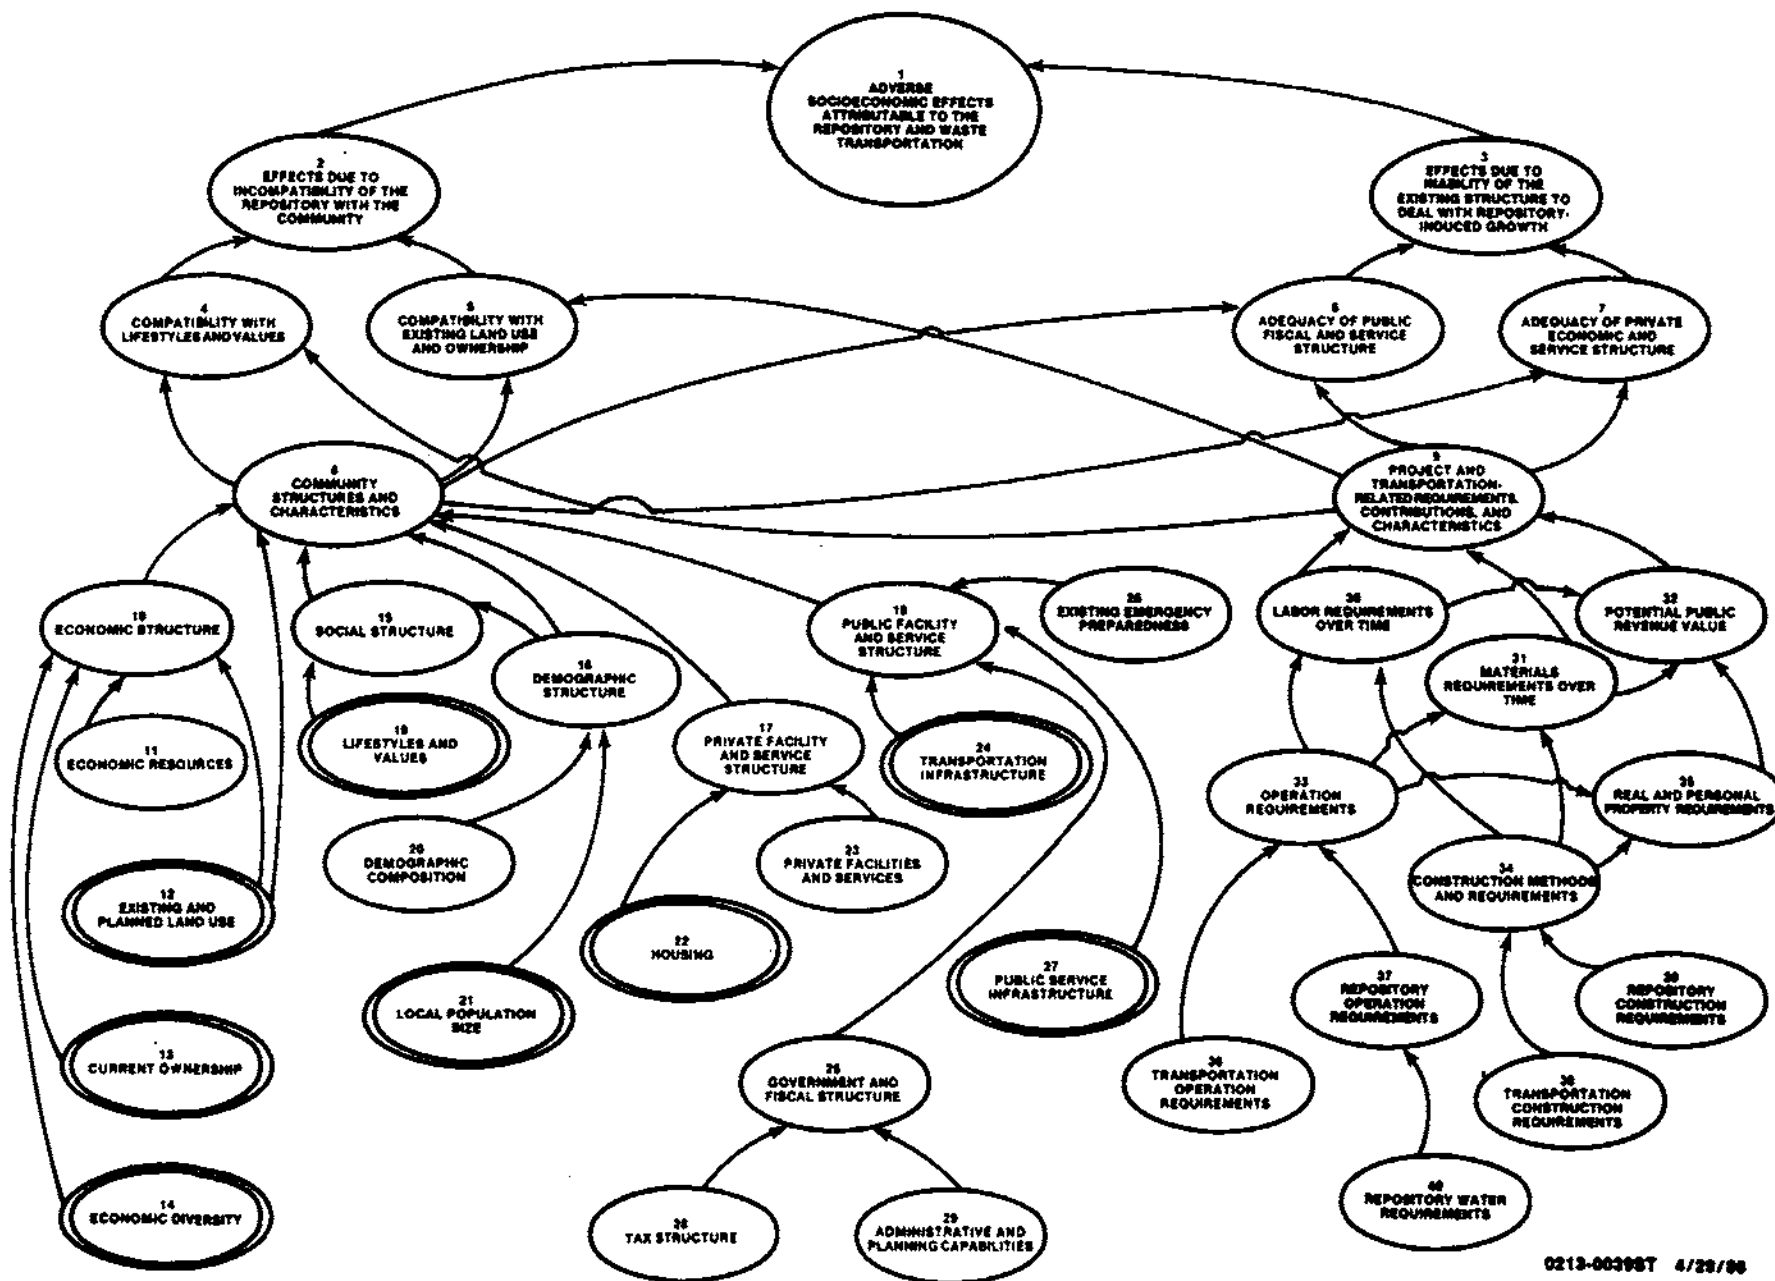 1
ADVERSE
SOCIOECONOMIC EFFECTS
ATTRIBUTABLE TO THE
REPOSITORY AND WASTE
TRANSPORTATION
2
EFFECTS DUE TO
INCOMPATIBILITY OF THE
REPOSITORY WITH THE
COMMUNITY
3
EFFECTS DUE TO
INABILITY OF THE
EXISTING STRUCTURE TO
DEAL WITH REPOSITORY-
INDUCED GROWTH
4
COMPATIBILITY WITH
LIFESTYLES AND VALUES
5
COMPATIBILITY WITH
EXISTING LAND USE
AND OWNERSHIP
6
ADEQUACY OF PUBLIC
FISCAL AND SERVICE
STRUCTURE
7
ADEQUACY OF PRIVATE
ECONOMIC AND
SERVICE STRUCTURE
8
COMMUNITY
STRUCTURES AND
CHARACTERISTICS
9
PROJECT AND
TRANSPORTATION-
RELATED REQUIREMENTS,
CONTRIBUTIONS, AND
CHARACTERISTICS
10
ECONOMIC STRUCTURE
15
SOCIAL STRUCTURE
16
DEMOGRAPHIC
STRUCTURE
18
PUBLIC FACILITY
AND SERVICE
STRUCTURE
EXISTING EMERGENCY
PREPAREDNESS
30
LABOR REQUIREMENTS
OVER TIME
32
POTENTIAL PUBLIC
REVENUE VALUE
31
MATERIALS
REQUIREMENTS OVER
TIME
11
ECONOMIC RESOURCES
19
LIFESTYLES AND
VALUES
17
PRIVATE FACILITY
AND SERVICE
STRUCTURE
24
TRANSPORTATION
INFRASTRUCTURE
33
OPERATION
REQUIREMENTS
35
REAL AND PERSONAL
PROPERTY REQUIREMENTS
20
DEMOGRAPHIC
COMPOSITION
23
PRIVATE FACILITIES
AND SERVICES
34
CONSTRUCTION METHODS
AND REQUIREMENTS
12
EXISTING AND
PLANNED LAND USE
22
HOUSING
27
PUBLIC SERVICE
INFRASTRUCTURE
21
LOCAL POPULATION
SIZE
37
REPOSITORY
OPERATION
REQUIREMENTS
REPOSITORY
CONSTRUCTION
REQUIREMENTS
13
CURRENT OWNERSHIP
GOVERNMENT AND
FISCAL STRUCTURE
TRANSPORTATION
OPERATION
REQUIREMENTS
TRANSPORTATION
CONSTRUCTION
REQUIREMENTS
14
ECONOMIC DIVERSITY
28
TAX STRUCTURE
29
ADMINISTRATIVE AND
PLANNING CAPABILITIES
40
REPOSITORY WATER
REQUIREMENTS
4/28/86